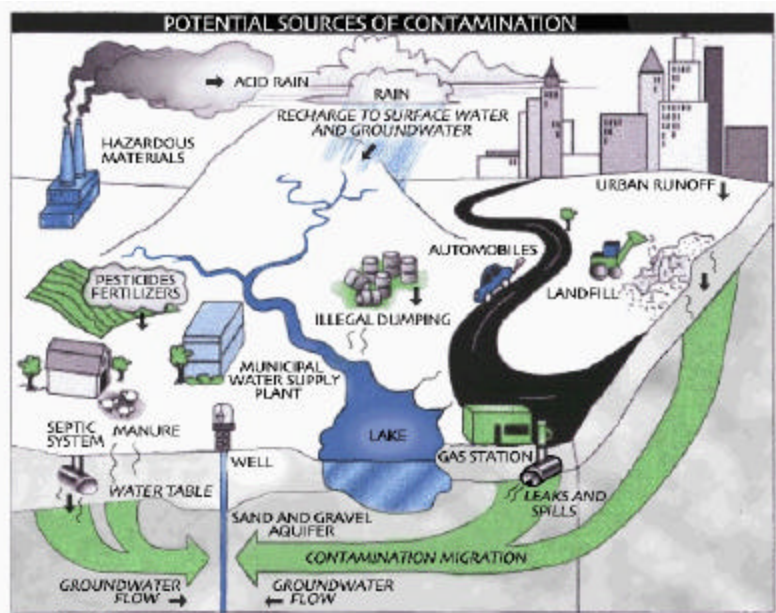 POTENTIAL SOURCES OF CONTAMINATION
ACID RAIN
RAIN
RECHARGE TO SURFACE WATER
AND GROUNDWATER
HAZARDOUS
MATERIALS
URBAN RUNOFF
AUTOMOBILES
PESTICIDES
FERTILIZERS
LANDFILL
ILLEGAL DUMPING
MUNICIPAL
WATER SUPPLY
PLANT
SEPTIC
SYSTEM
MANURE
LAKE
WELL
GAS STATION
WATER TABLE
LEAKS AND
SPILLS
SAND AND GRAVEL
AQUIFER
CONTAMINATION MIGRATION
GROUNDWATER
FLOW
GROUNDWATER
FLOW